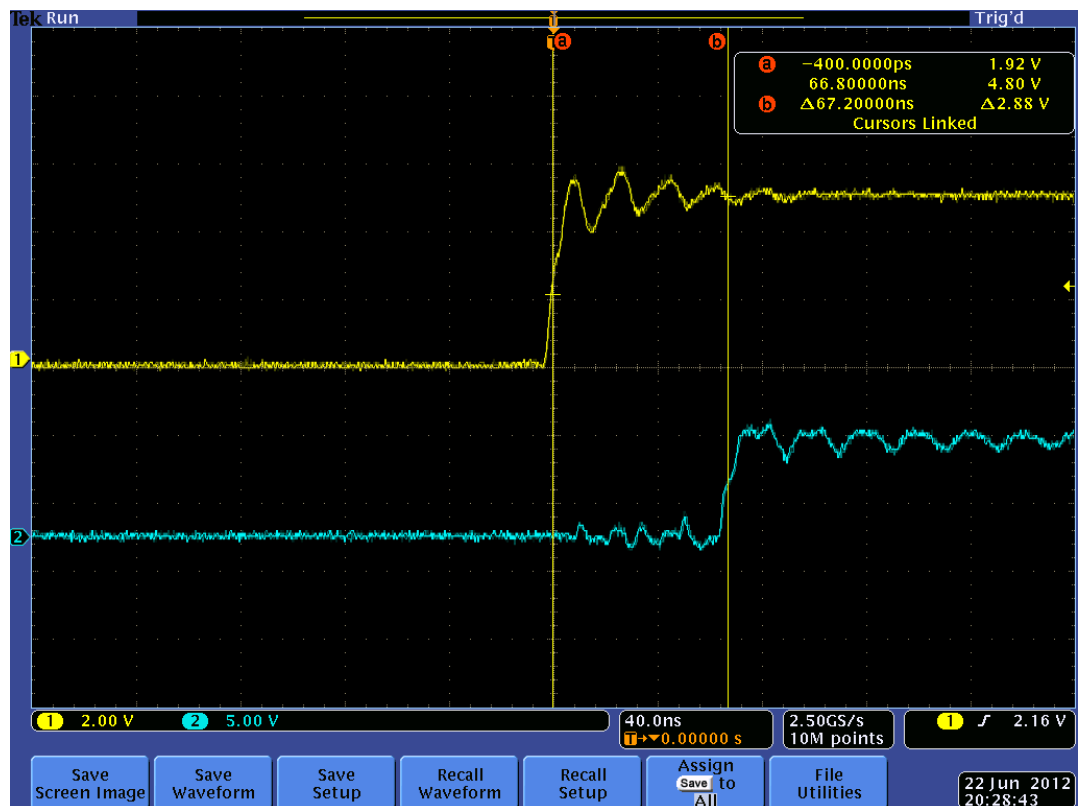 Tek Run Trig'd
T
T a b
a −400.0000ps 1.92 V
66.80000ns 4.80 V
b Δ67.20000ns Δ2.88 V
Cursors Linked
1
2
1 2.00 V 2 5.00 V
40.0ns
T→▼0.00000 s
2.50GS/s
10M points
1 2.16 V
Save
Screen Image
Save
Waveform
Save
Setup
Recall
Waveform
Recall
Setup
Assign
Save to
All
File
Utilities
22 Jun 2012
20:28:43